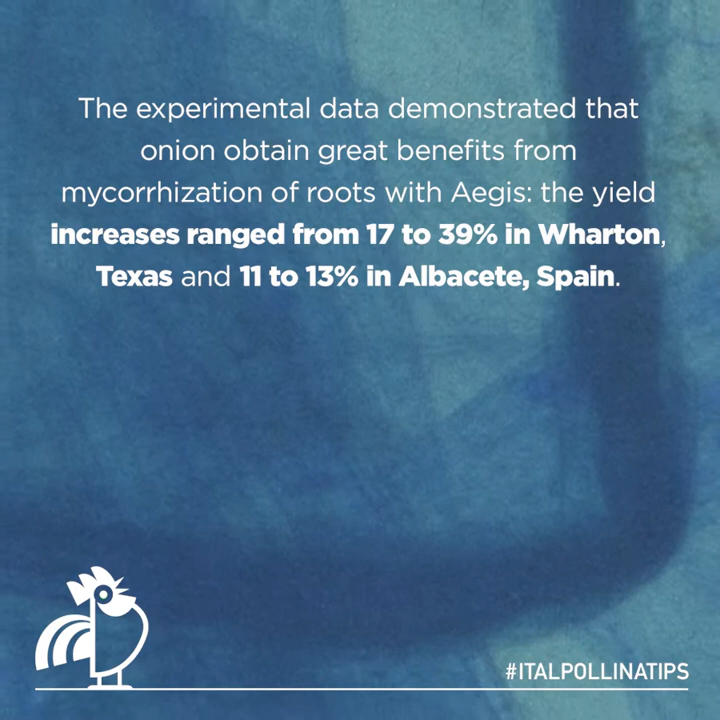 The experimental data demonstrated that
onion obtain great benefits from
mycorrhization of roots with Aegis: the yield
increases ranged from 17 to 39% in Wharton,
Texas and 11 to 13% in Albacete, Spain.
#ITALPOLLINATIPS